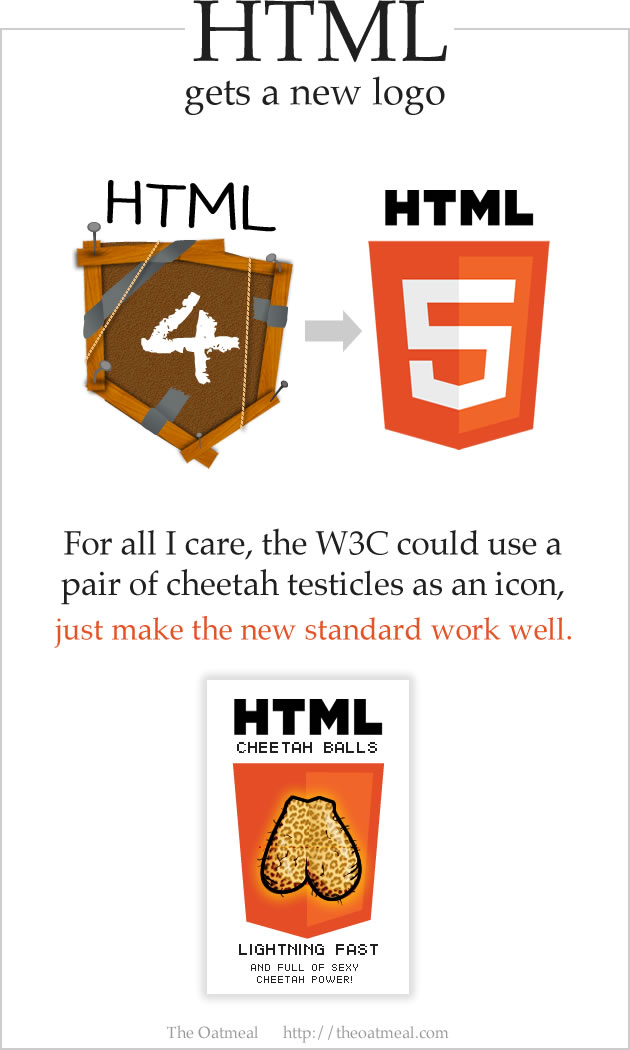 HTML
gets a new logo
HTML
4
HTML
5
For all I care, the W3C could use a
pair of cheetah testicles as an icon,
just make the new standard work well.
HTML
CHEETAH BALLS
LIGHTNING FAST
AND FULL OF SEXY
CHEETAH POWER!
The Oatmeal http://theoatmeal.com